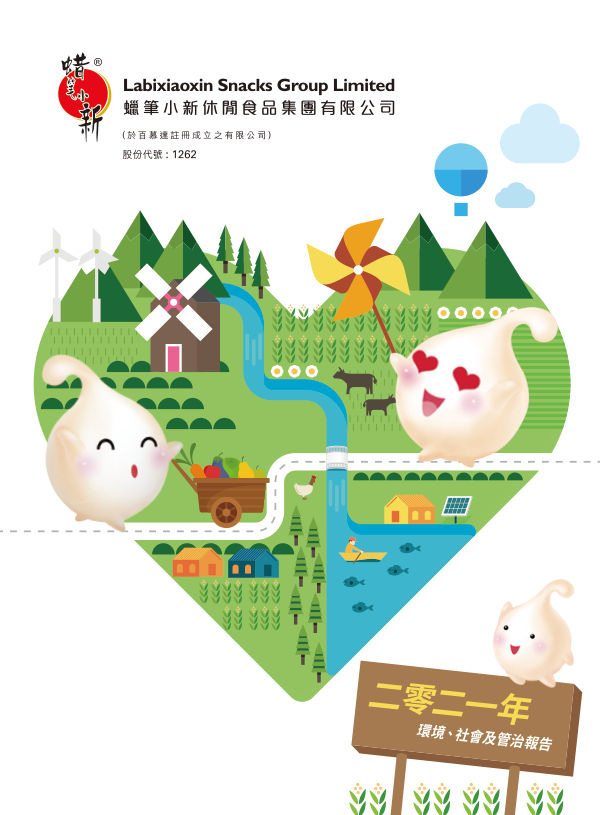 蜡筆小新®
Labixiaoxin Snacks Group Limited
蠟筆小新休閒食品集團有限公司
(於百慕達註冊成立之有限公司)
股份代號：1262
二零二一年
環境、社會及管治報告